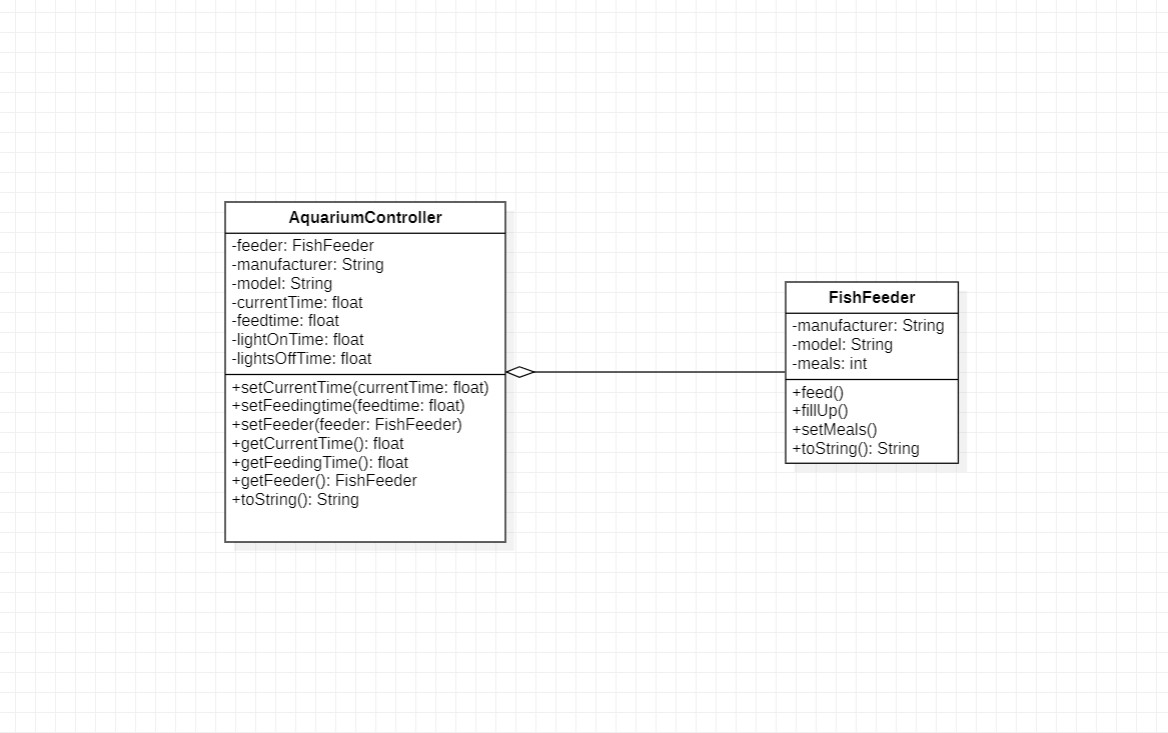 AquariumController
-feeder: FishFeeder
-manufacturer: String
-model: String
-currentTime: float
-feedtime: float
-lightOnTime: float
-lightsOffTime: float
+setCurrentTime(currentTime: float)
+setFeedingtime(feedtime: float)
+setFeeder(feeder: FishFeeder)
+getCurrentTime(): float
+getFeedingTime(): float
+getFeeder(): FishFeeder
+toString(): String
FishFeeder
-manufacturer: String
-model: String
-meals: int
+feed()
+fillUp()
+setMeals()
+toString(): String